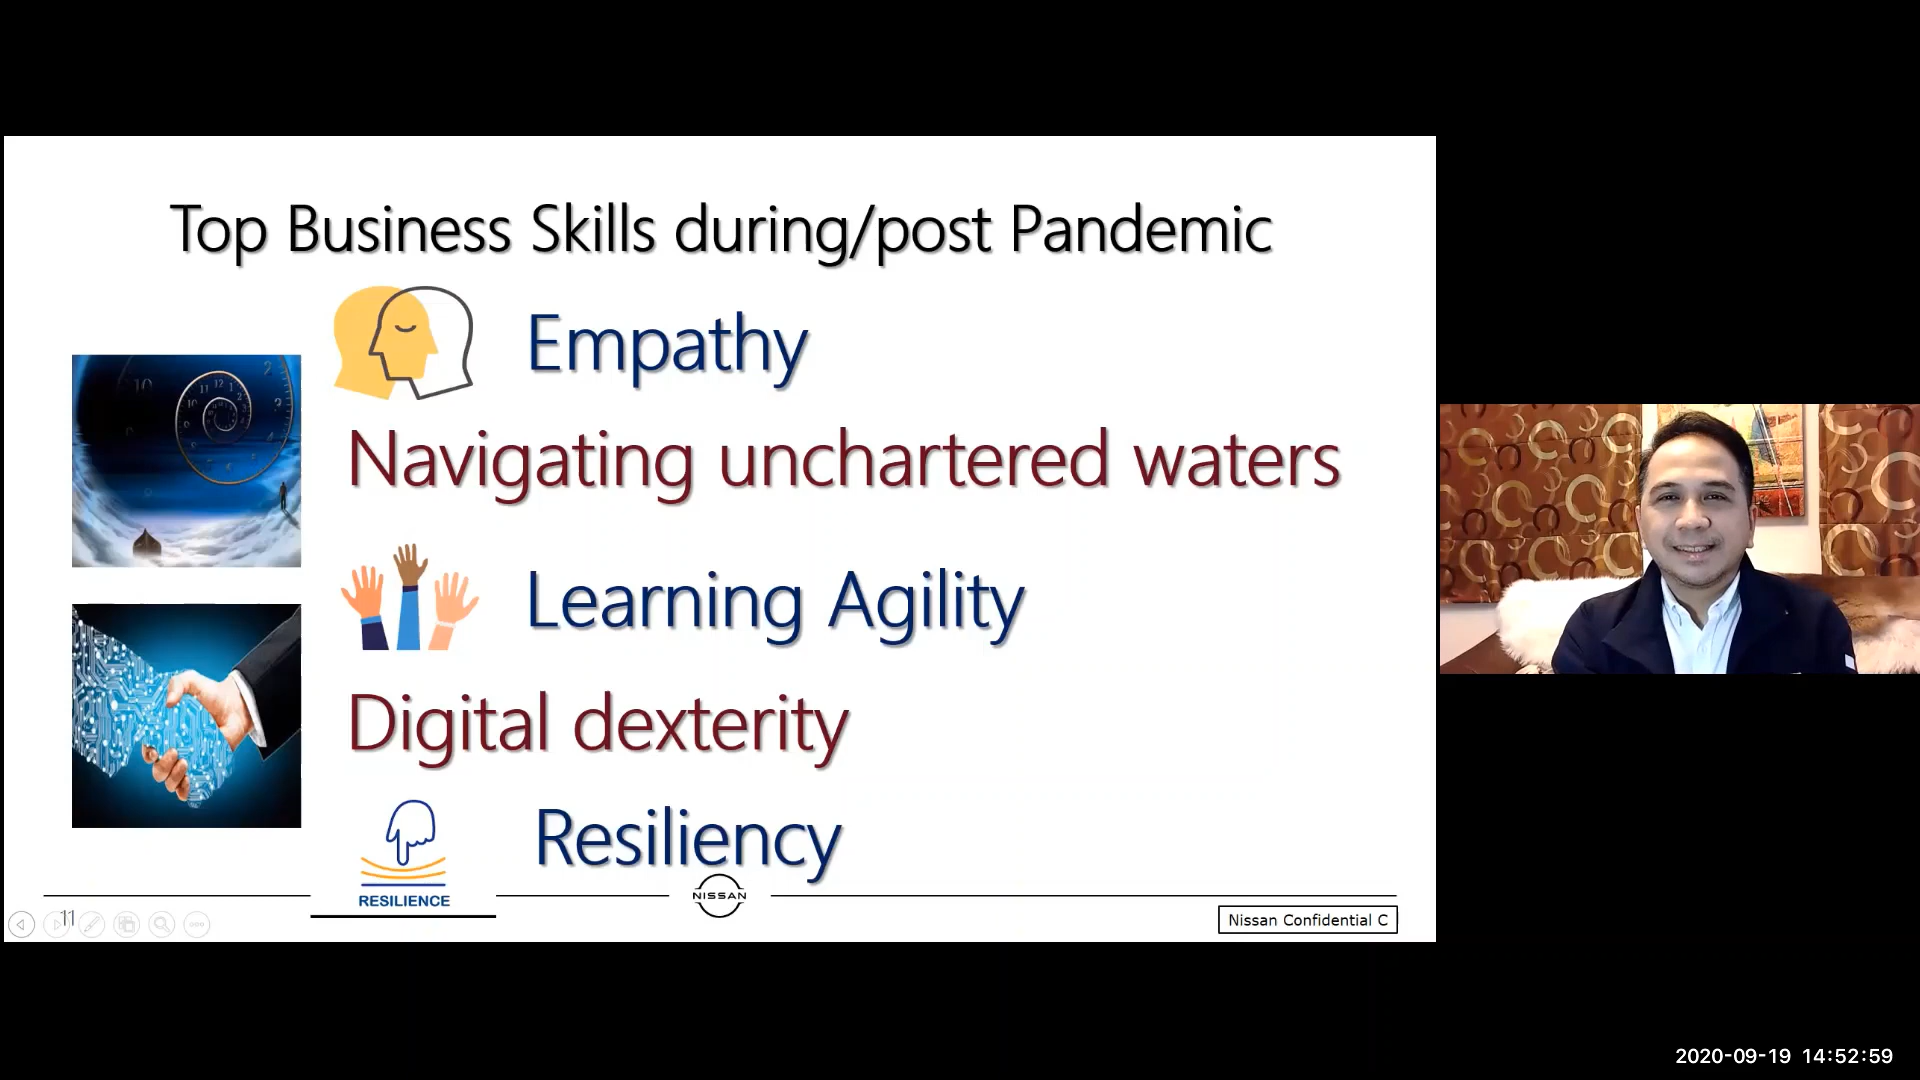 Top Business Skills during/post Pandemic
Empathy
Navigating unchartered waters
Learning Agility
Digital dexterity
Resiliency
RESILIENCE
NISSAN
11
Nissan Confidential C
2020-09-19 14:52:59